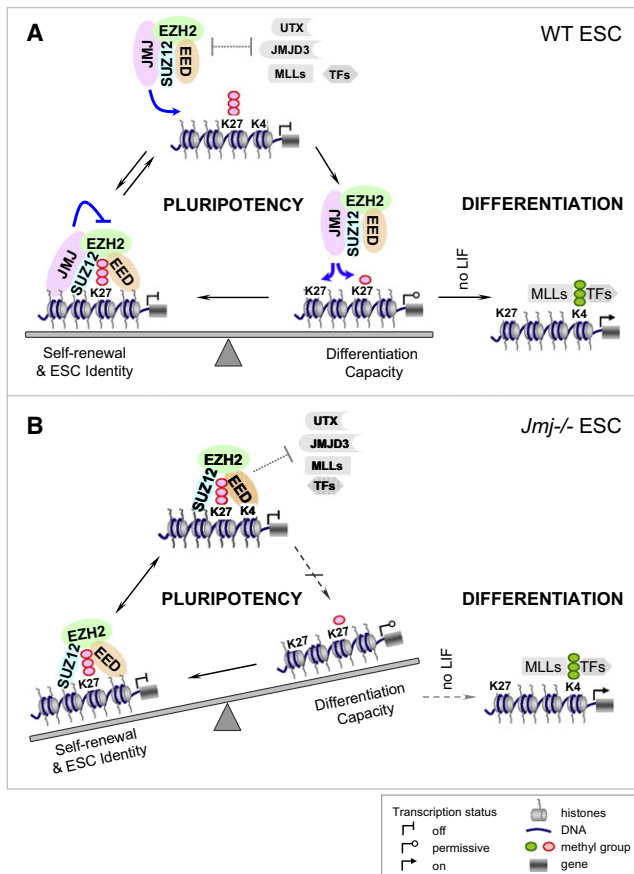 A
WT ESC
EZH2
JMJ
SUZ12
EED
UTX
JMJD3
MLLs
TFs
K27
K4
PLURIPOTENCY
DIFFERENTIATION
JMJ
EZH2
SUZ12
EED
K27
EZH2
JMJ
SUZ12
EED
K27
K27
no LIF
MLLs
TFs
K27
K4
Self-renewal
& ESC Identity
Differentiation
Capacity
B
Jmj-/- ESC
UTX
JMJD3
MLLs
TFs
EZH2
SUZ12
EED
K27
K4
PLURIPOTENCY
DIFFERENTIATION
EZH2
SUZ12
EED
K27
K27
K27
no LIF
MLLs
TFs
K27
K4
Self-renewal
& ESC Identity
Differentiation
Capacity
Transcription status
off
permissive
on
histones
DNA
methyl group
gene